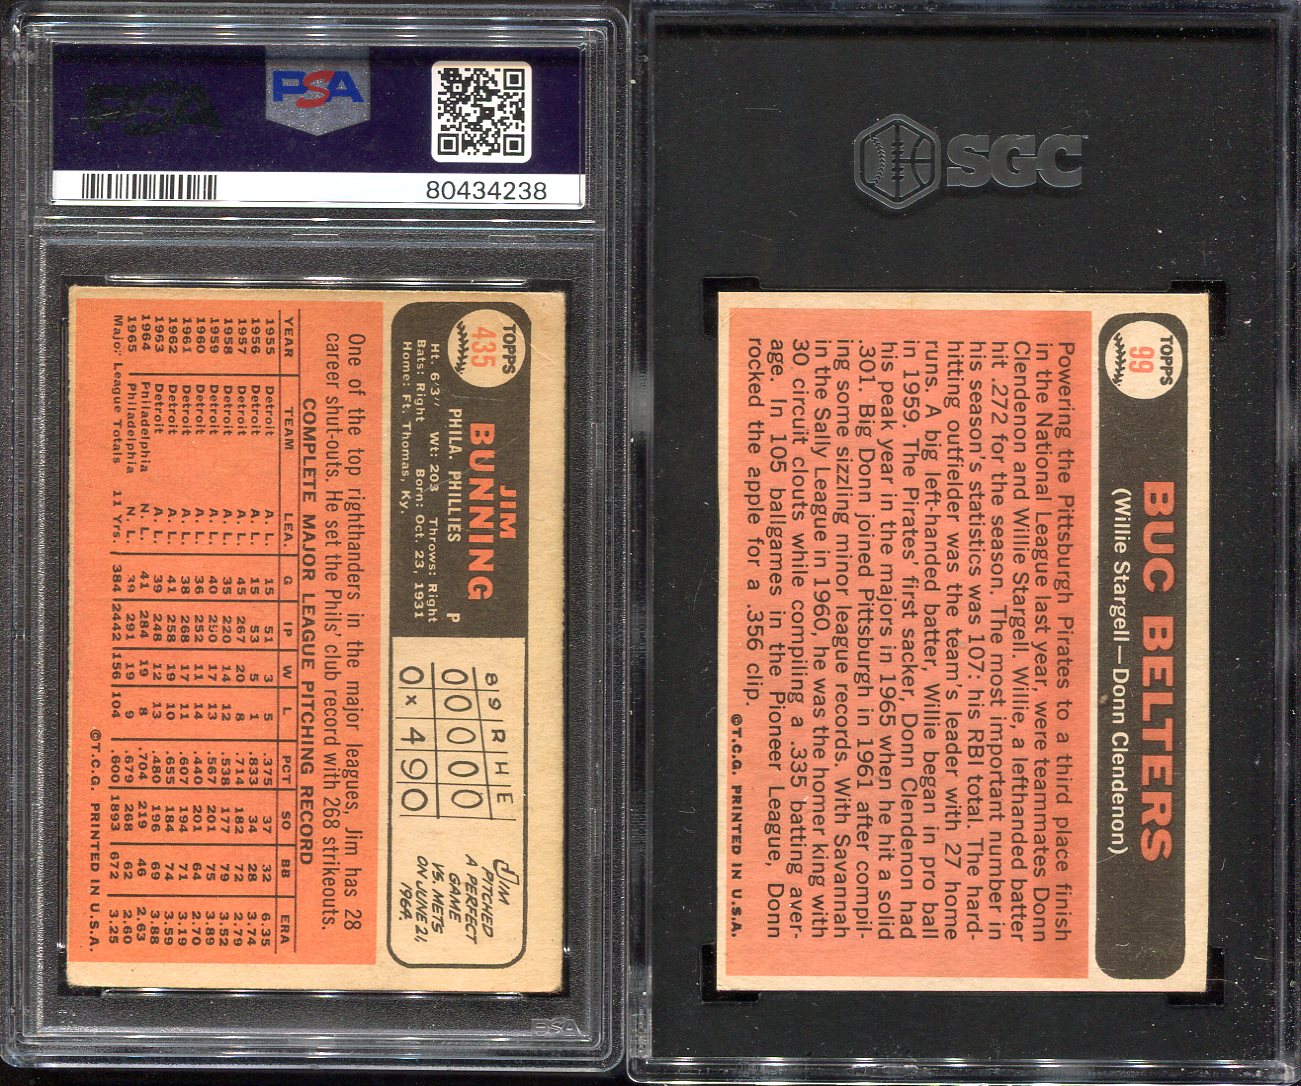 PSA
80434238
TOPPS
435
JIM
BUNNING
PHILA. PHILLIES P
Ht. 6'3" Wt: 203 Throws: Right
Bats: Right Born: Oct. 23, 1931
Home: Ft. Thomas, Ky.
8 9 R H E
0 0 0 0 0
0 x 4 9 0
JIM
PITCHED
A PERFECT
GAME
VS. METS
ON JUNE 21,
1964.
One of the top righthanders in the major leagues, Jim has 28
career shut-outs. He set the Phils' club record with 268 strikeouts.
COMPLETE MAJOR LEAGUE PITCHING RECORD
YEAR TEAM LEA. G IP W L PCT SO BB ERA
1955 Detroit A. L. 15 51 3 5 .375 37 32 6.35
1956 Detroit A. L. 15 53 5 1 .833 34 28 3.74
1957 Detroit A. L. 45 267 20 8 .714 182 72 2.79
1958 Detroit A. L. 35 220 14 12 .538 177 79 3.52
1959 Detroit A. L. 40 250 17 13 .567 201 75 3.89
1960 Detroit A. L. 36 252 11 14 .440 201 64 2.79
1961 Detroit A. L. 38 268 17 11 .607 194 71 3.19
1962 Detroit A. L. 41 258 19 10 .655 184 74 3.59
1963 Detroit A. L. 39 248 12 13 .480 196 69 3.88
1964 Philadelphia N. L. 41 284 19 8 .704 219 46 2.63
1965 Philadelphia N. L. 39 291 19 9 .679 268 62 2.60
Major League Totals 11 Yrs. 384 2442 156 104 .600 1893 672 3.25
©T.C.G. PRINTED IN U.S.A.
PSA
SGC
TOPPS
99
BUC BELTERS
(Willie Stargell—Donn Clendenon)
Powering the Pittsburgh Pirates to a third place finish
in the National League last year, were teammates Donn
Clendenon and Willie Stargell. Willie, a lefthanded batter
hit .272 for the season. The most important number in
his season's statistics was 107: his RBI total. The hard-
hitting outfielder was the team's leader with 27 home
runs. A big left-handed batter, Willie began in pro ball
in 1959. The Pirates' first sacker, Donn Clendenon had
his peak year in the majors in 1965 when he hit a solid
.301. Big Donn joined Pittsburgh in 1961 after compil-
ing some sizzling minor league records. With Savannah
in the Sally League in 1960, he was the homer king with
30 circuit clouts while compiling a .335 batting aver-
age. In 105 ballgames in the Pioneer League, Donn
rocked the apple for a .356 clip.
©T.C.G. PRINTED IN U.S.A.